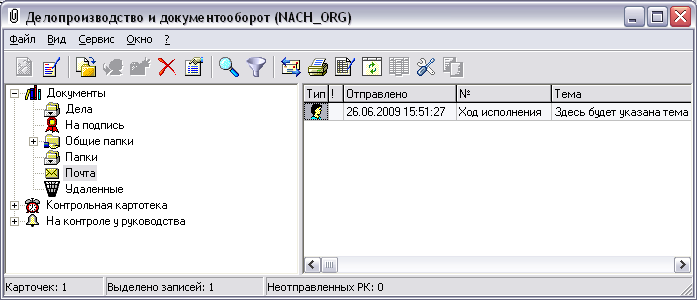 Делопроизводство и документооборот (NACH_ORG)
Файл Вид Сервис Окно ?
Документы
Дела
На подпись
Общие папки
Папки
Почта
Удаленные
Контрольная картотека
На контроле у руководства
Тип ! Отправлено № Тема
26.06.2009 15:51:27 Ход исполнения Здесь будет указана тема
Карточек: 1 Выделено записей: 1 Неотправленных РК: 0